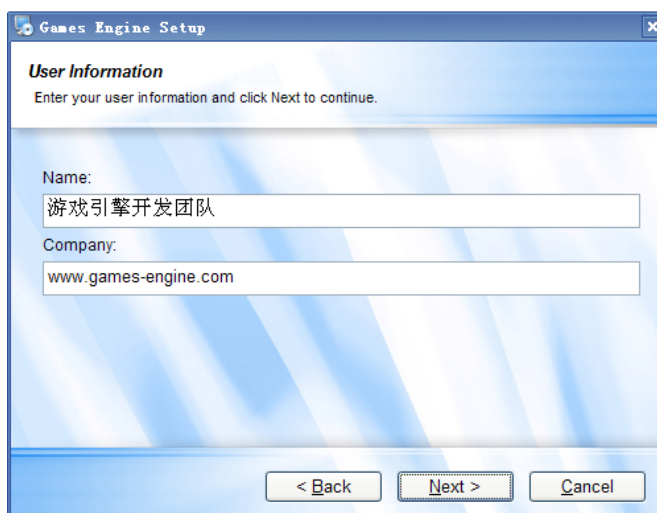 Games Engine Setup
User Information
Enter your user information and click Next to continue.
Name:
游戏引擎开发团队
Company:
www.games-engine.com
< Back
Next >
Cancel